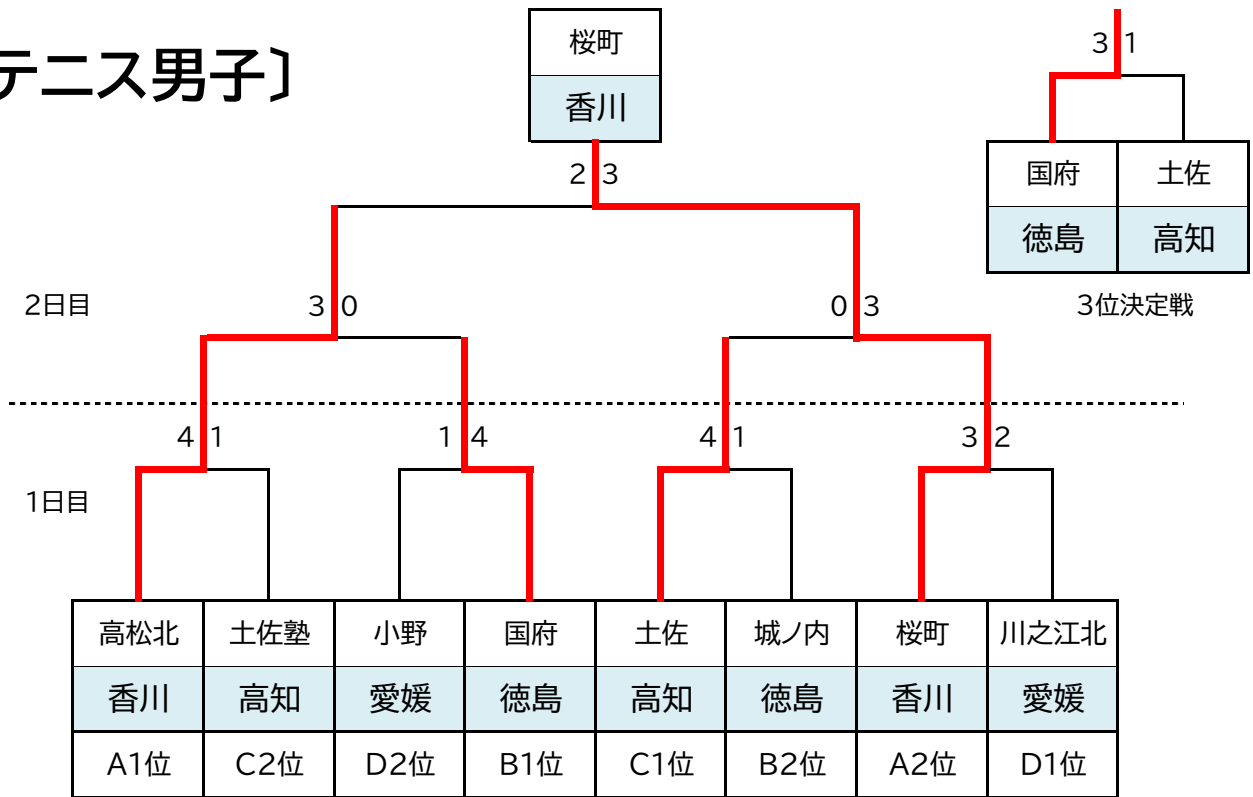 テニス男子〕
桜町
香川
2 3
3 1
国府 土佐
徳島 高知
3位決定戦
2日目
3 0
0 3
4 1
1 4
4 1
3 2
1日目
高松北 土佐塾 小野 国府 土佐 城ノ内 桜町 川之江北
香川 高知 愛媛 徳島 高知 徳島 香川 愛媛
A1位 C2位 D2位 B1位 C1位 B2位 A2位 D1位